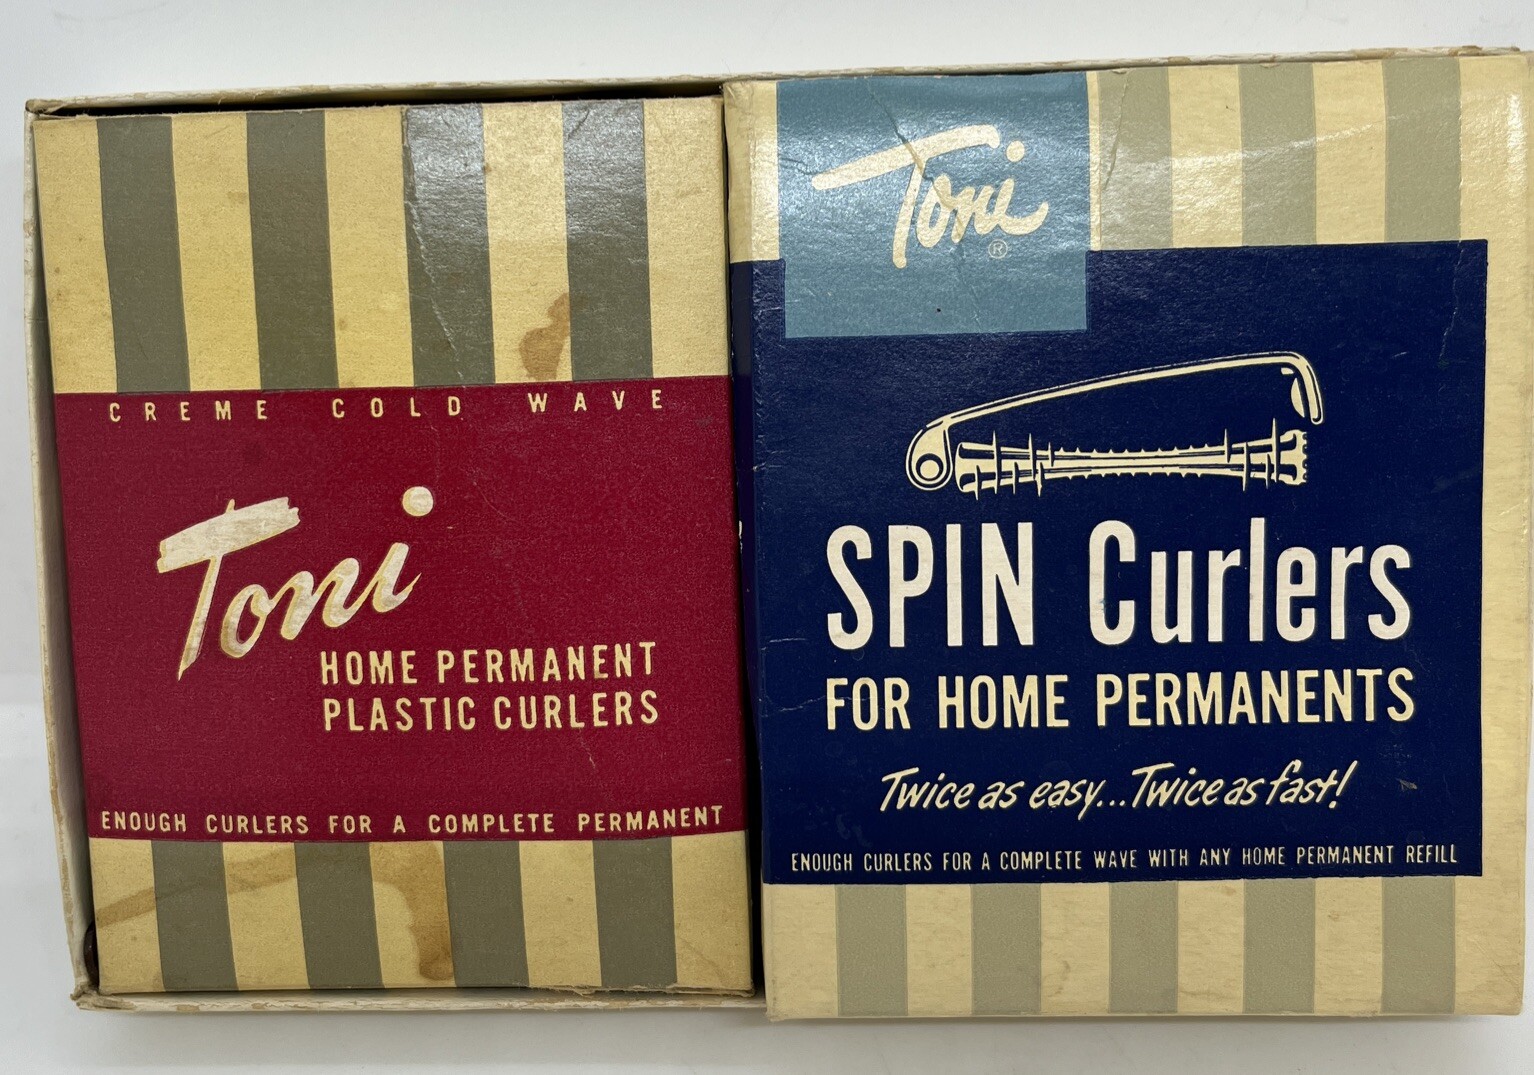 CREME COLD WAVE
Toni
HOME PERMANENT
PLASTIC CURLERS
ENOUGH CURLERS FOR A COMPLETE PERMANENT
Toni
®
SPIN Curlers
FOR HOME PERMANENTS
Twice as easy...Twice as fast!
ENOUGH CURLERS FOR A COMPLETE WAVE WITH ANY HOME PERMANENT REFILL